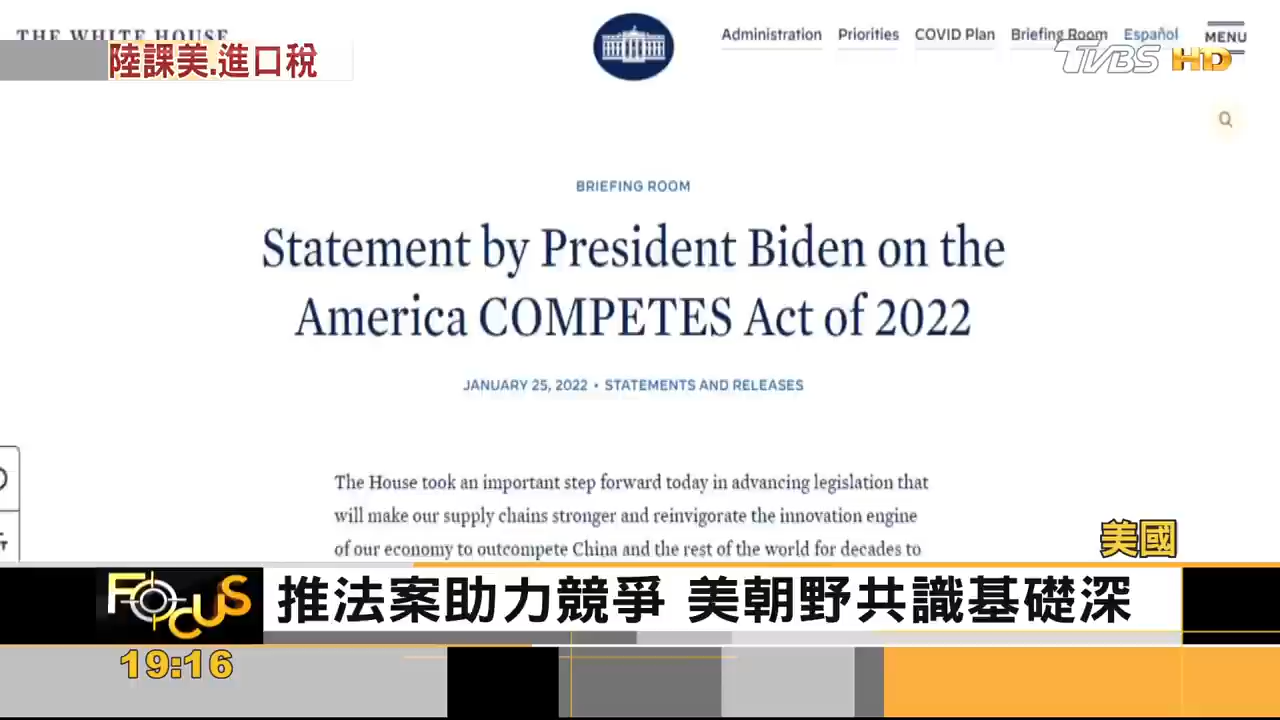 THE WHITE HOUSE
陸課美.進口稅
Administration Priorities COVID Plan Briefing Room Español MENU
TVBS HD
BRIEFING ROOM
Statement by President Biden on the
America COMPETES Act of 2022
JANUARY 25, 2022 • STATEMENTS AND RELEASES
The House took an important step forward today in advancing legislation that
will make our supply chains stronger and reinvigorate the innovation engine
of our economy to outcompete China and the rest of the world for decades to
美國
FOCUS
推法案助力競爭 美朝野共識基礎深
19:16